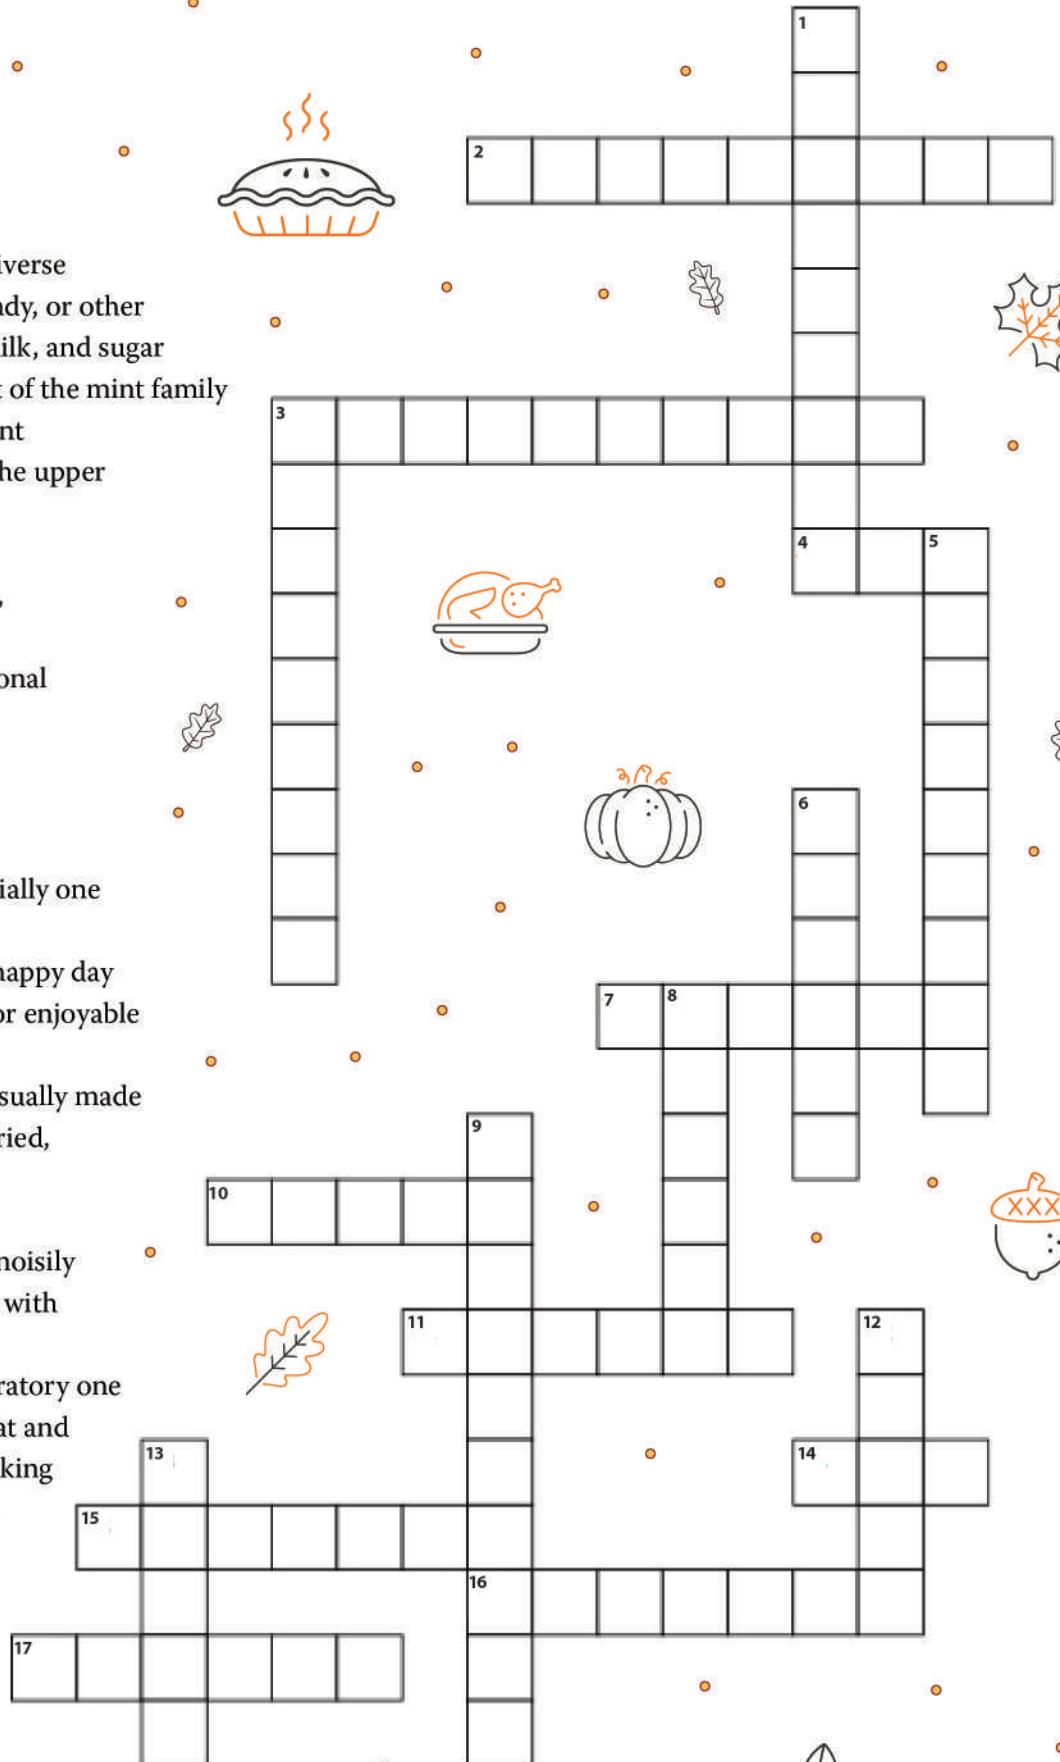 1
2
iverse
ndy, or other
ilk, and sugar
t of the mint family
3
nt
he upper
4 5
,
onal
6
ially one
happy day
7 8
or enjoyable
sually made
9
ried,
10
noisily
with
11 12
ratory one
at and
13 14
king
15
16
17